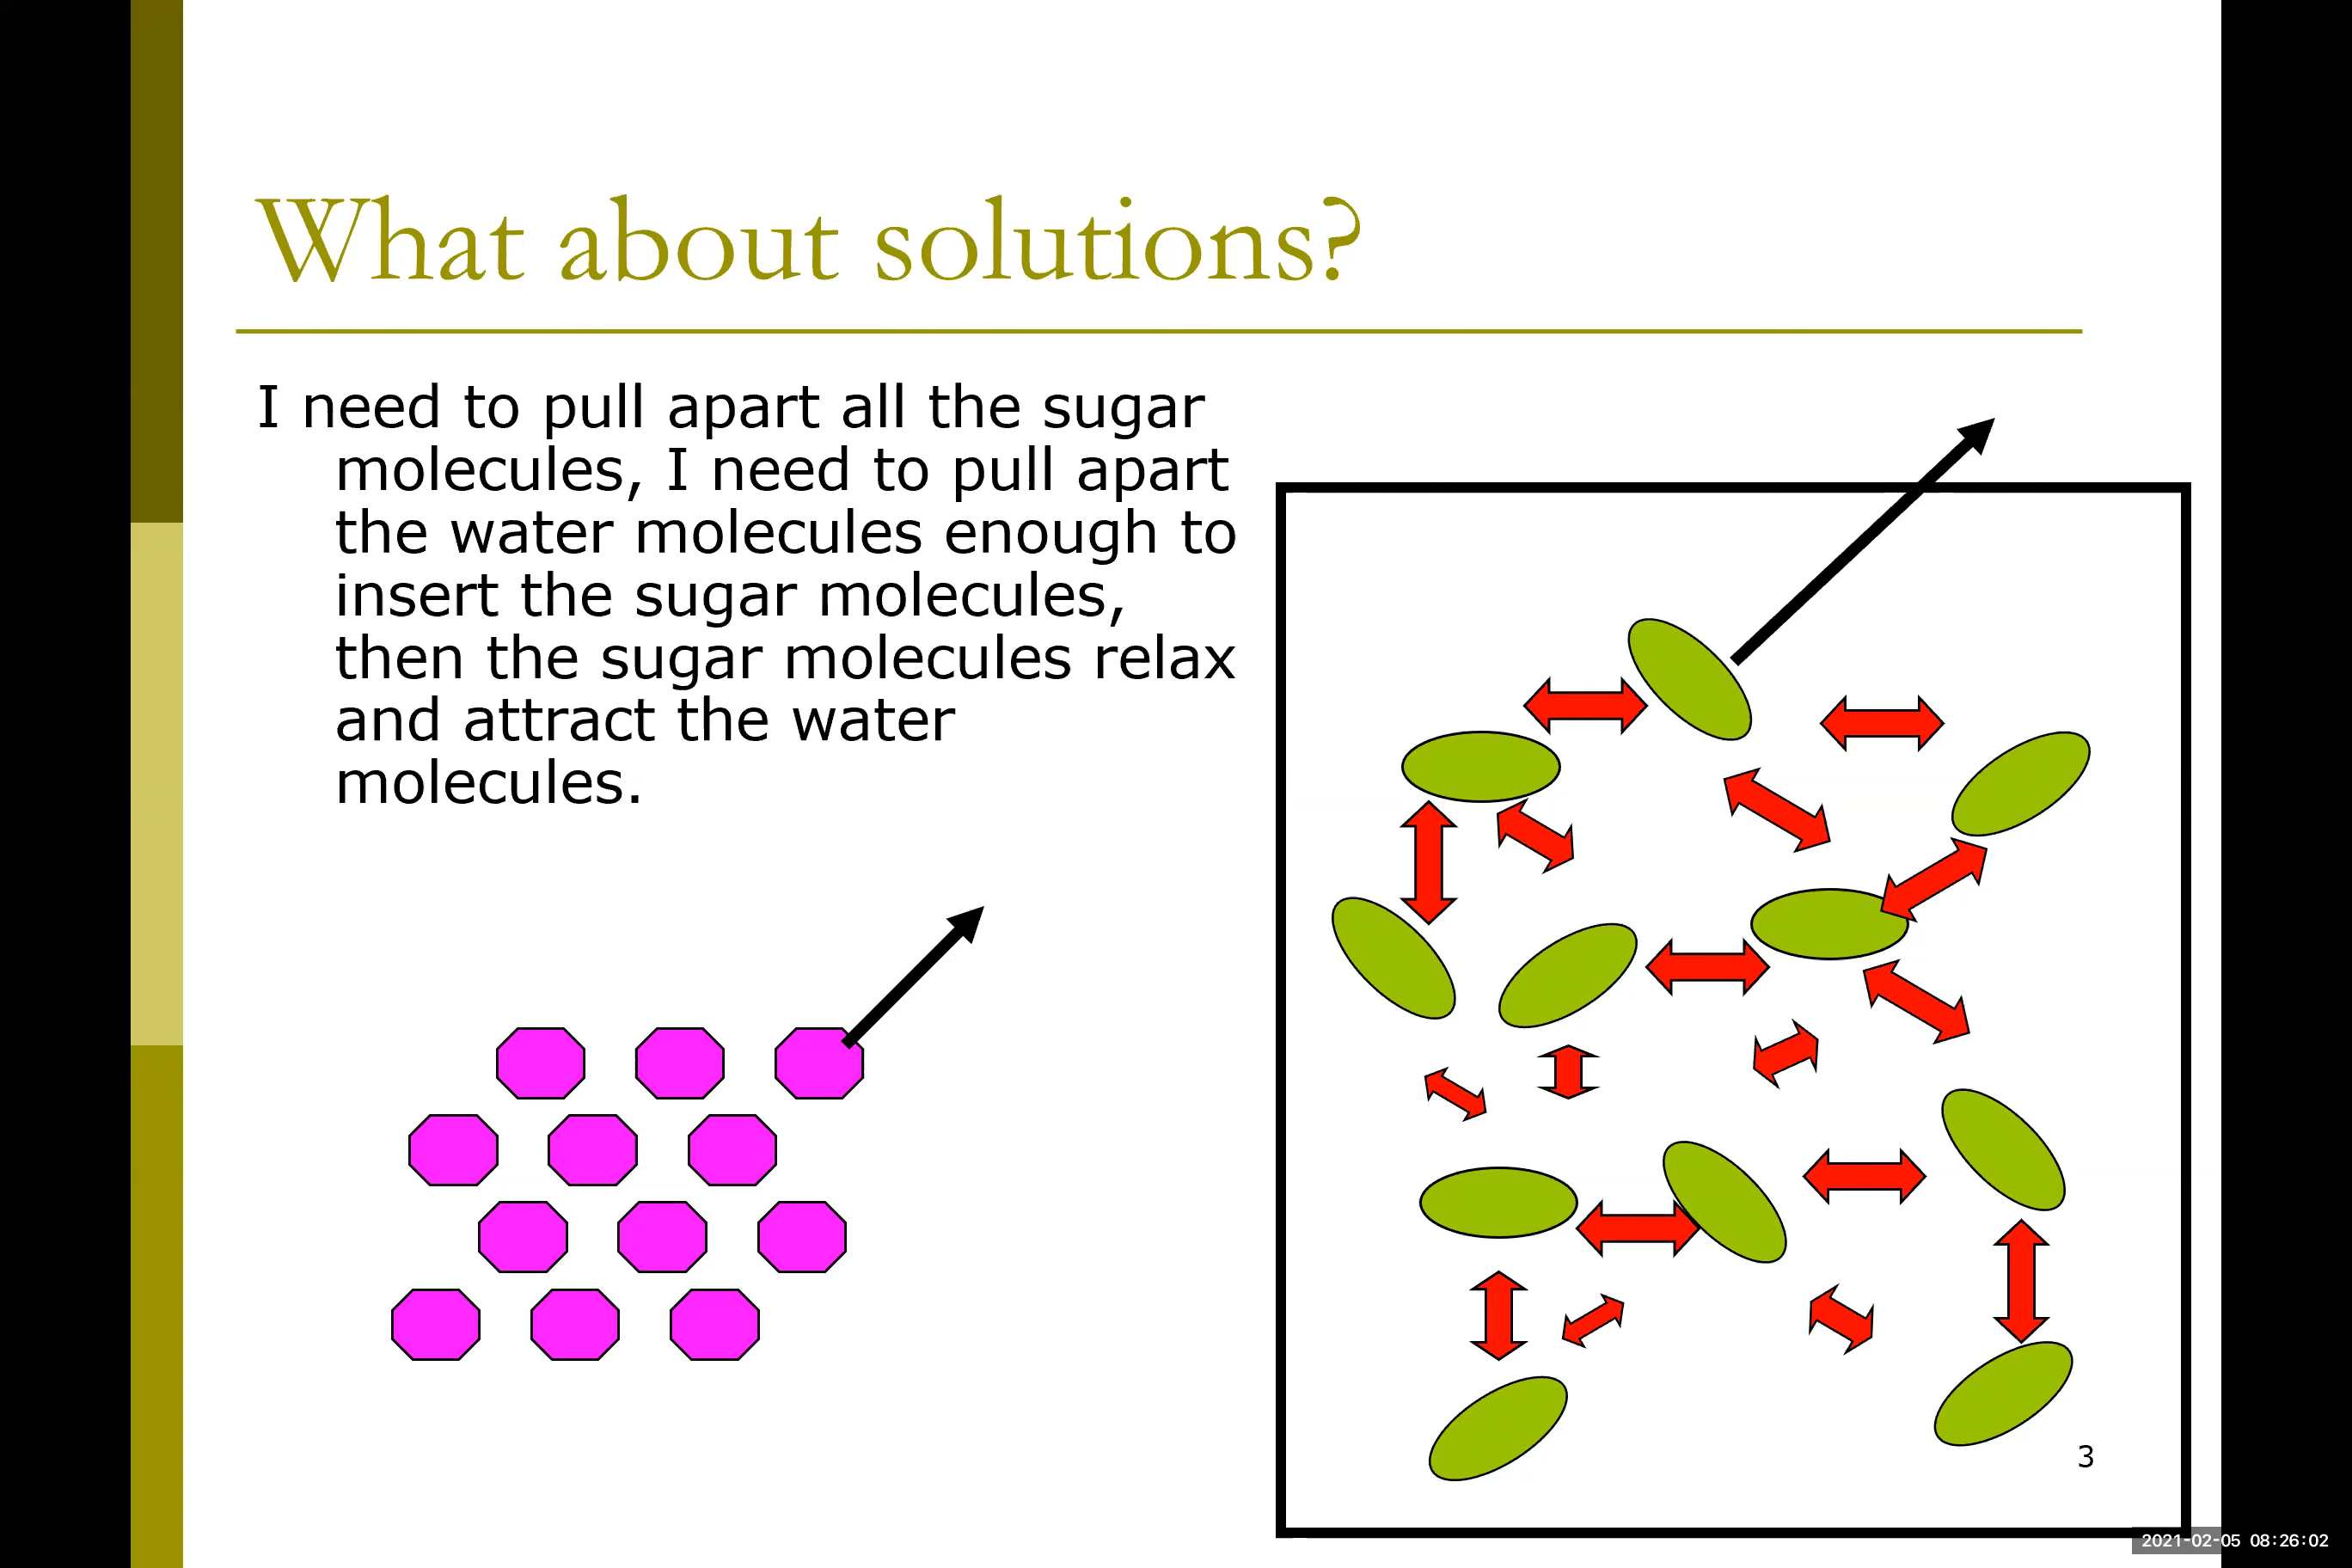 What about solutions?
I need to pull apart all the sugar
molecules, I need to pull apart
the water molecules enough to
insert the sugar molecules,
then the sugar molecules relax
and attract the water
molecules.
3
2021-02-05 08:26:02